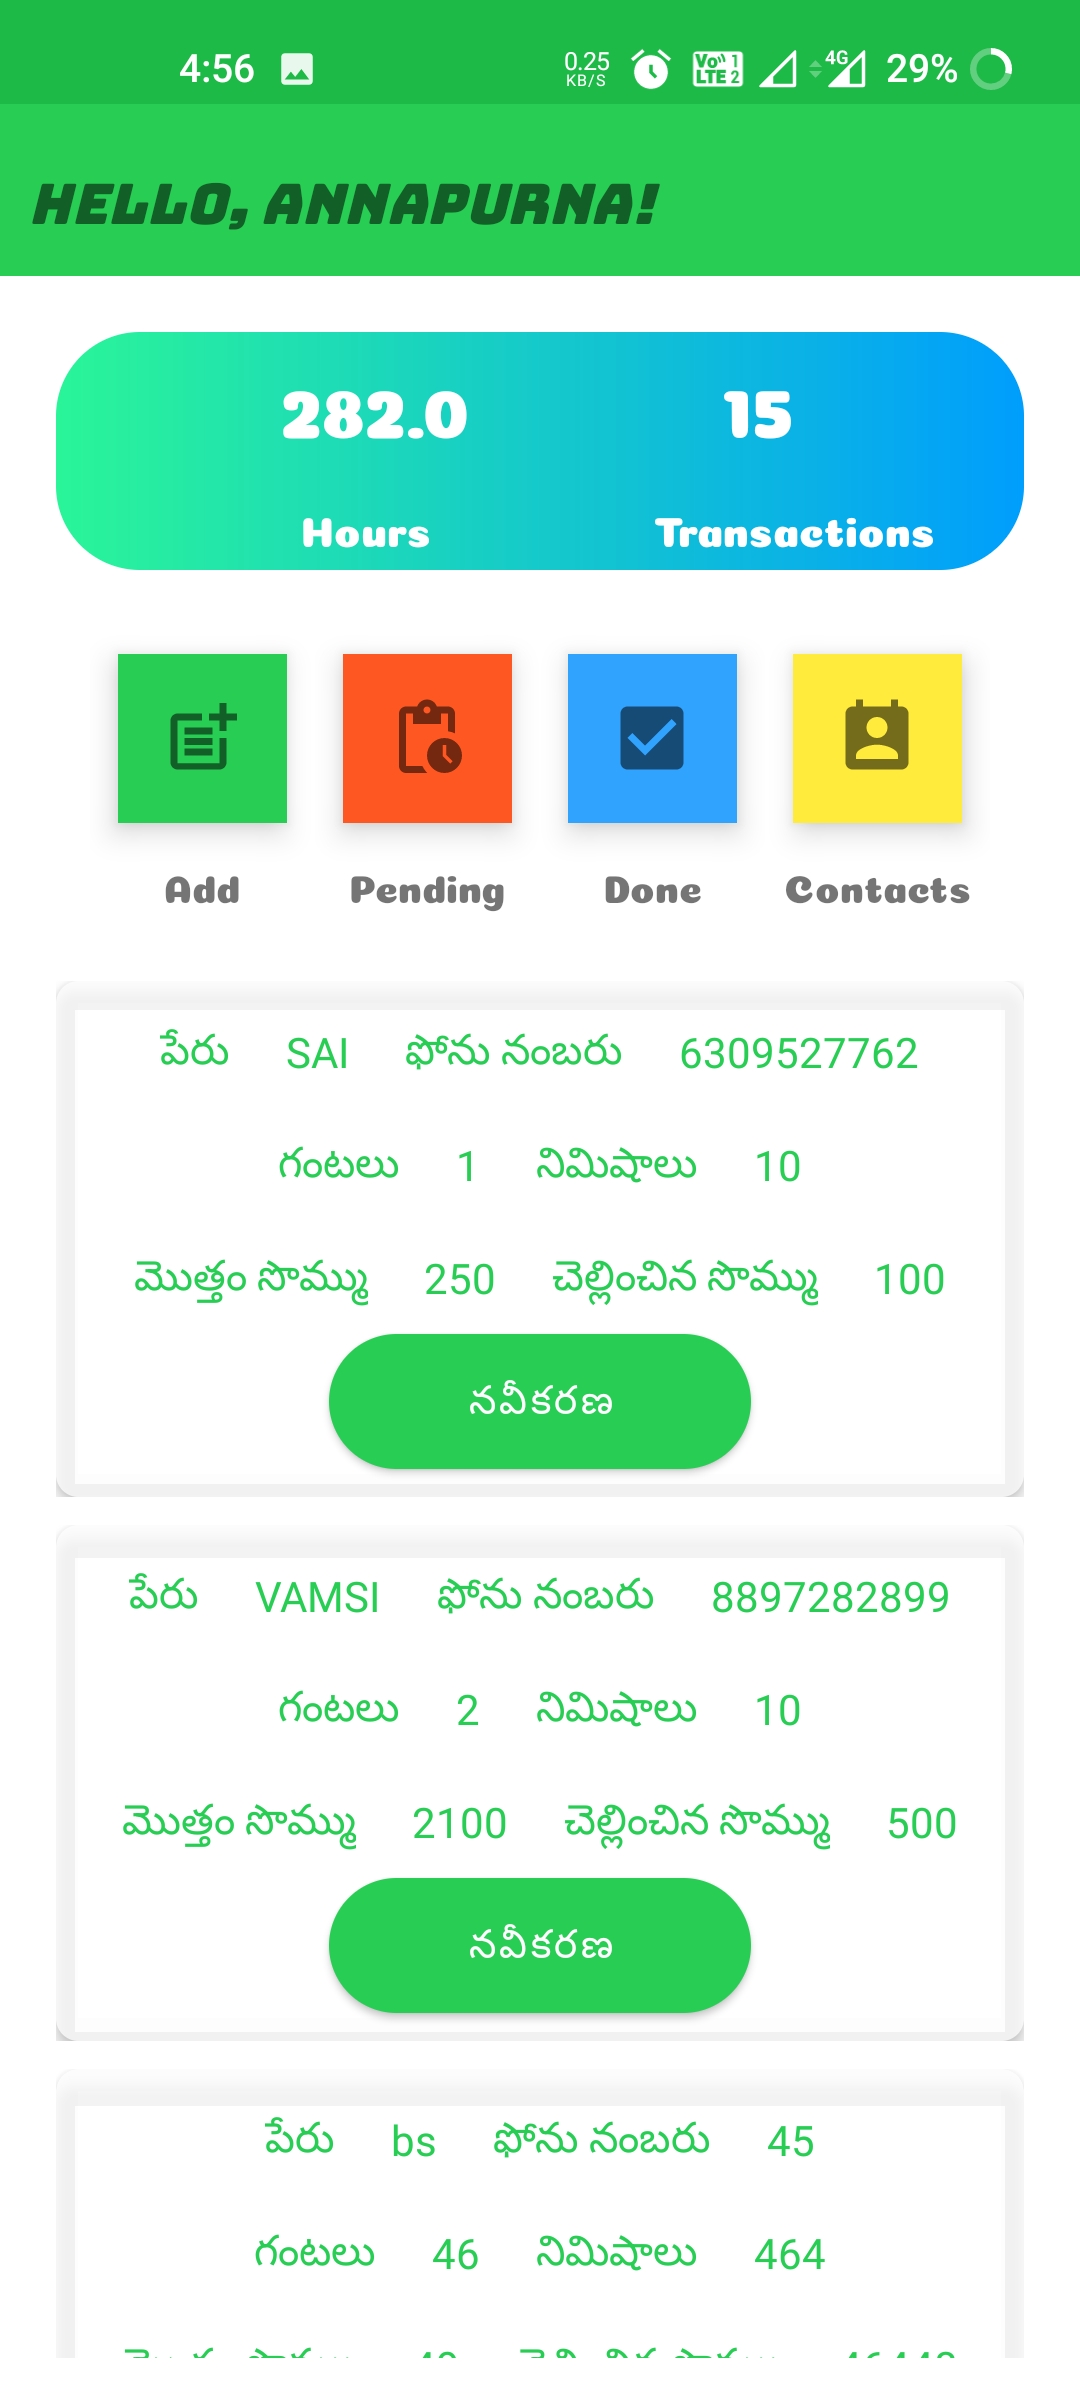 4:56 0.25 KB/S Vo LTE 1 2 4G 29%
HELLO, ANNAPURNA!
282.0 15
Hours Transactions
Add Pending Done Contacts
పేరు SAI ఫోను నంబరు 6309527762
గంటలు 1 నిమిషాలు 10
మొత్తం సొమ్ము 250 చెల్లించిన సొమ్ము 100
నవీకరణ
పేరు VAMSI ఫోను నంబరు 8897282899
గంటలు 2 నిమిషాలు 10
మొత్తం సొమ్ము 2100 చెల్లించిన సొమ్ము 500
నవీకరణ
పేరు bs ఫోను నంబరు 45
గంటలు 46 నిమిషాలు 464